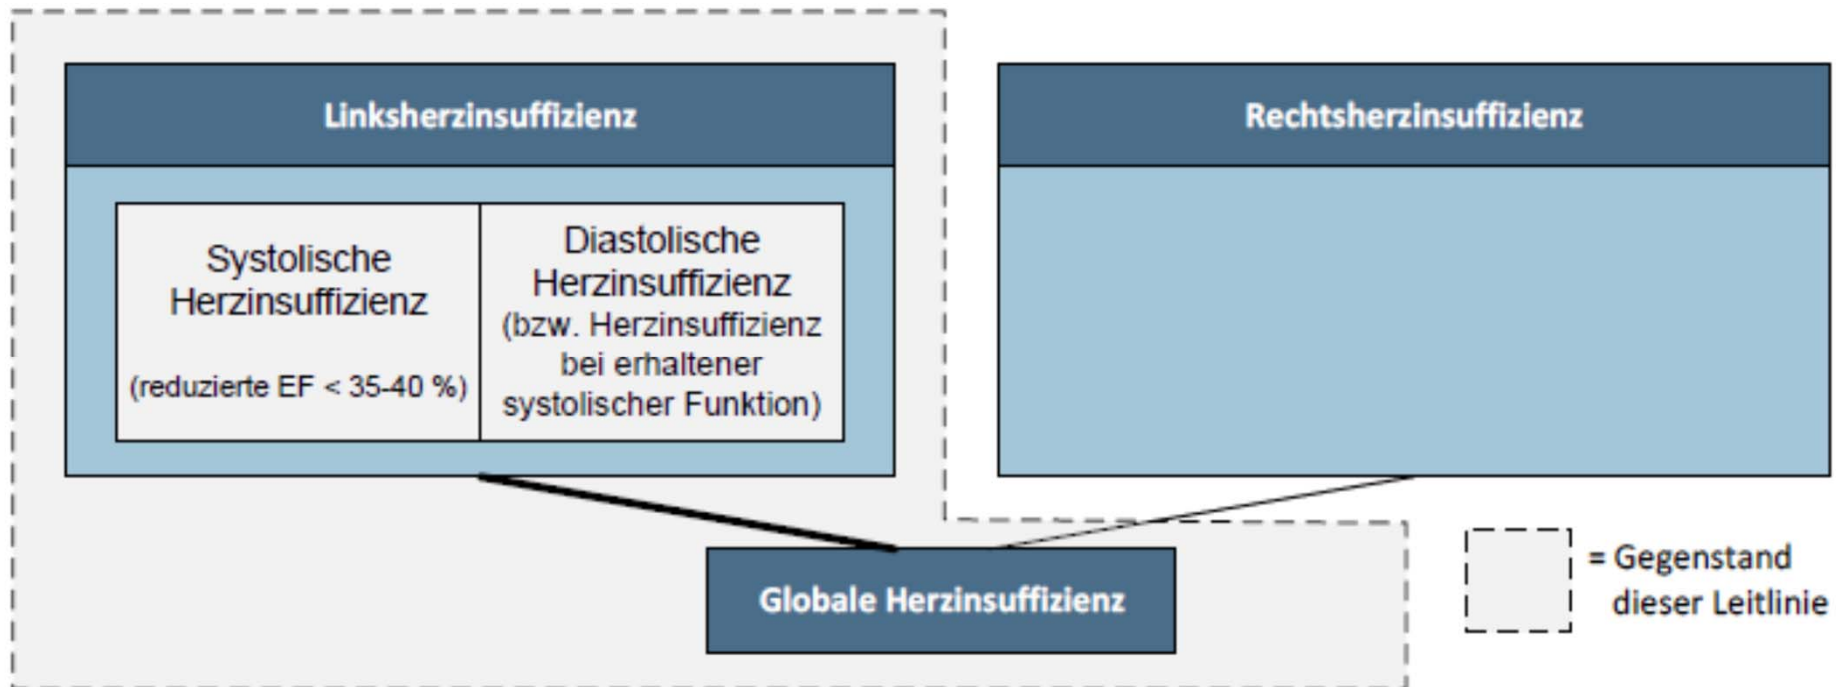 Linksherzinsuffizienz
Rechtsherzinsuffizienz
Systolische
Herzinsuffizienz
(reduzierte EF < 35-40 %)
Diastolische
Herzinsuffizienz
(bzw. Herzinsuffizienz
bei erhaltener
systolischer Funktion)
Globale Herzinsuffizienz
= Gegenstand
dieser Leitlinie